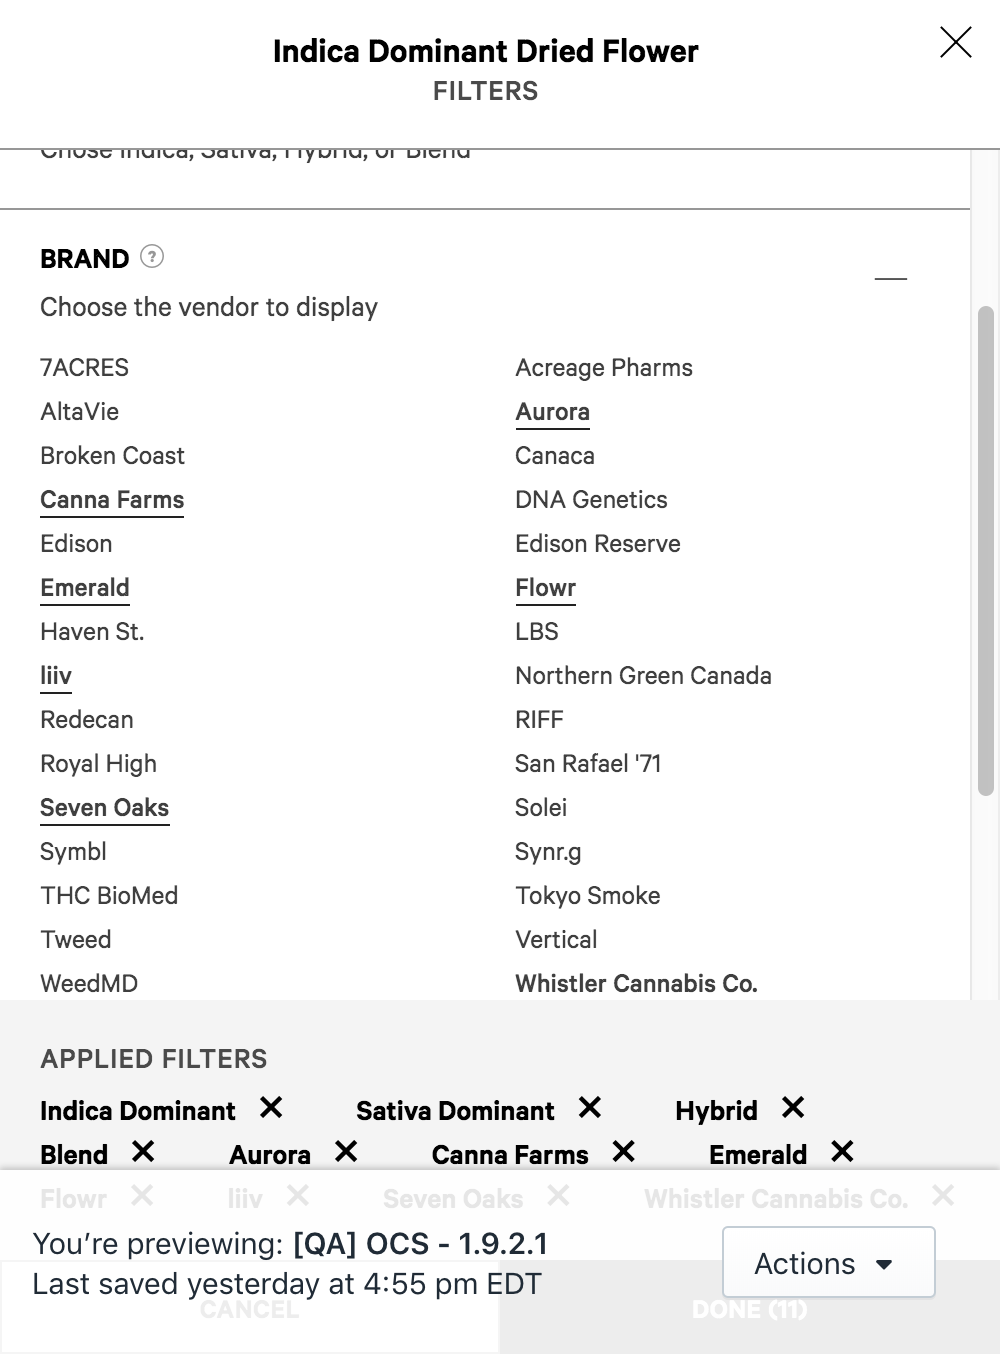 Indica Dominant Dried Flower
FILTERS
Chose Indica, Sativa, Hybrid, or Blend
BRAND ?
Choose the vendor to display
7ACRES Acreage Pharms
AltaVie Aurora
Broken Coast Canaca
Canna Farms DNA Genetics
Edison Edison Reserve
Emerald Flowr
Haven St. LBS
liiv Northern Green Canada
Redecan RIFF
Royal High San Rafael '71
Seven Oaks Solei
Symbl Synr.g
THC BioMed Tokyo Smoke
Tweed Vertical
WeedMD Whistler Cannabis Co.
APPLIED FILTERS
Indica Dominant Sativa Dominant Hybrid
Blend Aurora Canna Farms Emerald
Flowr liiv Seven Oaks Whistler Cannabis Co.
You're previewing: [QA] OCS - 1.9.2.1
Last saved yesterday at 4:55 pm EDT
Actions
CANCEL DONE (11)